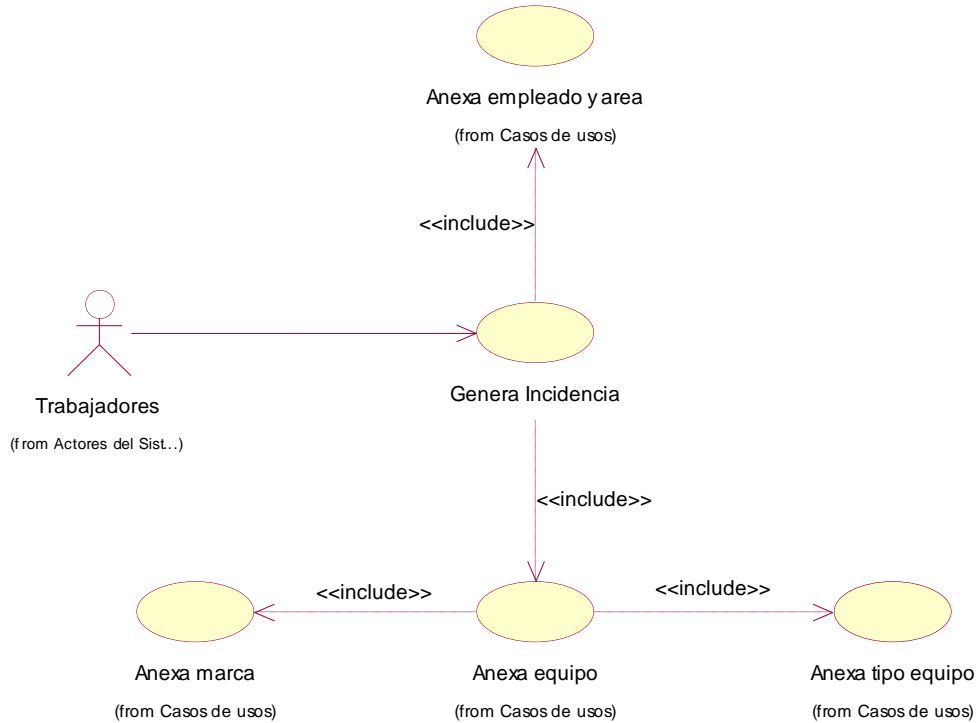 Anexa empleado y area
(from Casos de usos)
<<include>>
Trabajadores
(from Actores del Sist...)
Genera Incidencia
<<include>>
<<include>>
<<include>>
Anexa marca
(from Casos de usos)
Anexa equipo
(from Casos de usos)
Anexa tipo equipo
(from Casos de usos)